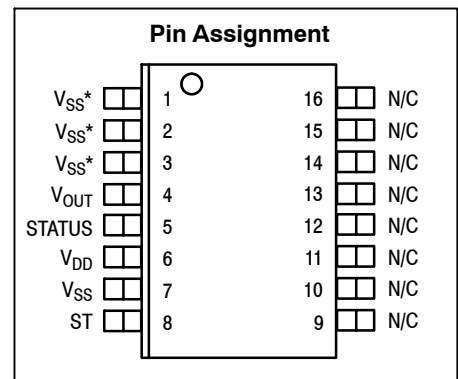 Pin Assignment
VSS* 1 16 N/C
VSS* 2 15 N/C
VSS* 3 14 N/C
VOUT 4 13 N/C
STATUS 5 12 N/C
VDD 6 11 N/C
VSS 7 10 N/C
ST 8 9 N/C